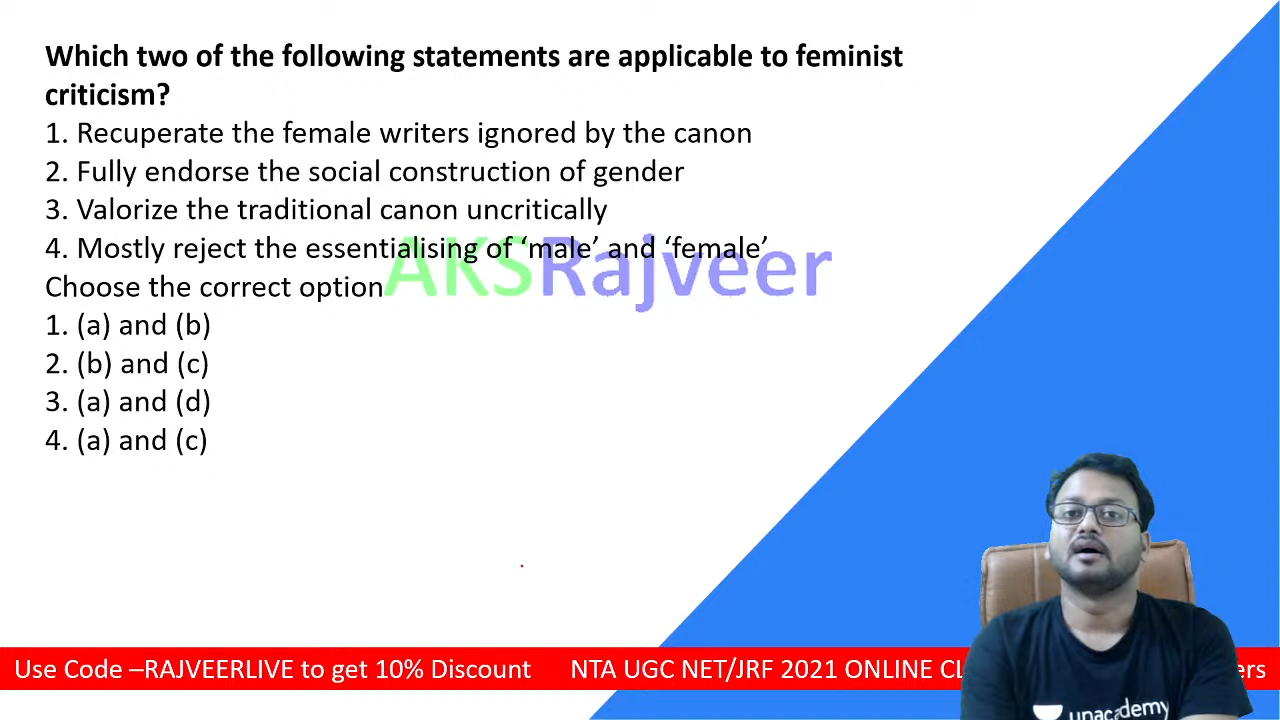 Which two of the following statements are applicable to feminist
criticism?
1. Recuperate the female writers ignored by the canon
2. Fully endorse the social construction of gender
3. Valorize the traditional canon uncritically
4. Mostly reject the essentialising of ‘male’ and ‘female’
AKSRajveer
Choose the correct option
1. (a) and (b)
2. (b) and (c)
3. (a) and (d)
4. (a) and (c)
Use Code –RAJVEERLIVE to get 10% Discount NTA UGC NET/JRF 2021 ONLINE
unacademy